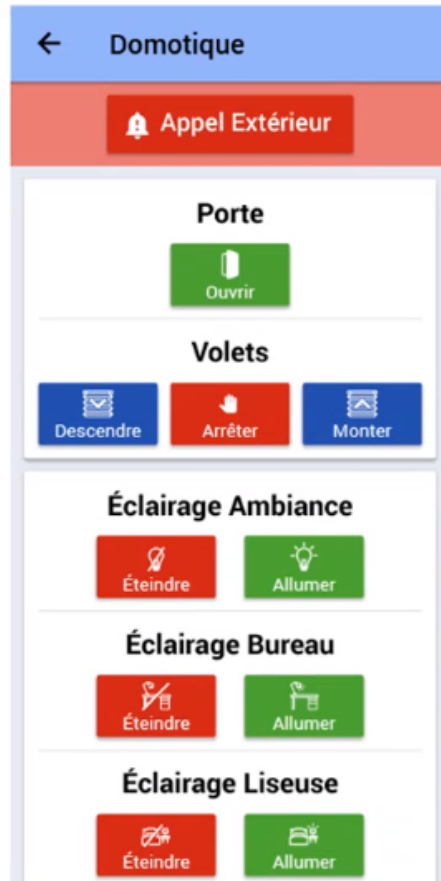 Domotique
Appel Extérieur
Porte
Ouvrir
Volets
Descendre Arrêter Monter
Éclairage Ambiance
Éteindre Allumer
Éclairage Bureau
Éteindre Allumer
Éclairage Liseuse
Éteindre Allumer